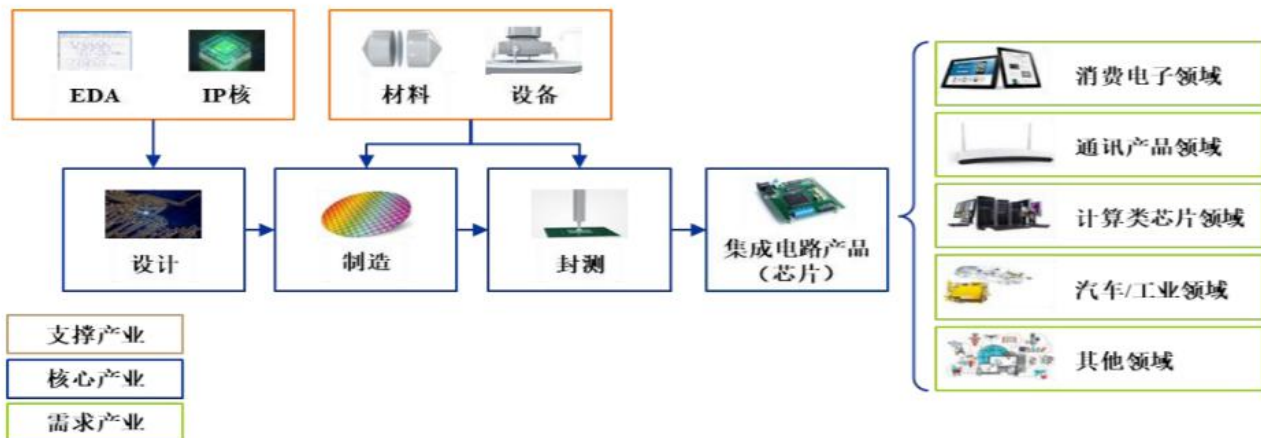 EDA
IP核
材料
设备
设计
制造
封测
集成电路产品
（芯片）
消费电子领域
通讯产品领域
计算类芯片领域
汽车/工业领域
其他领域
支撑产业
核心产业
需求产业